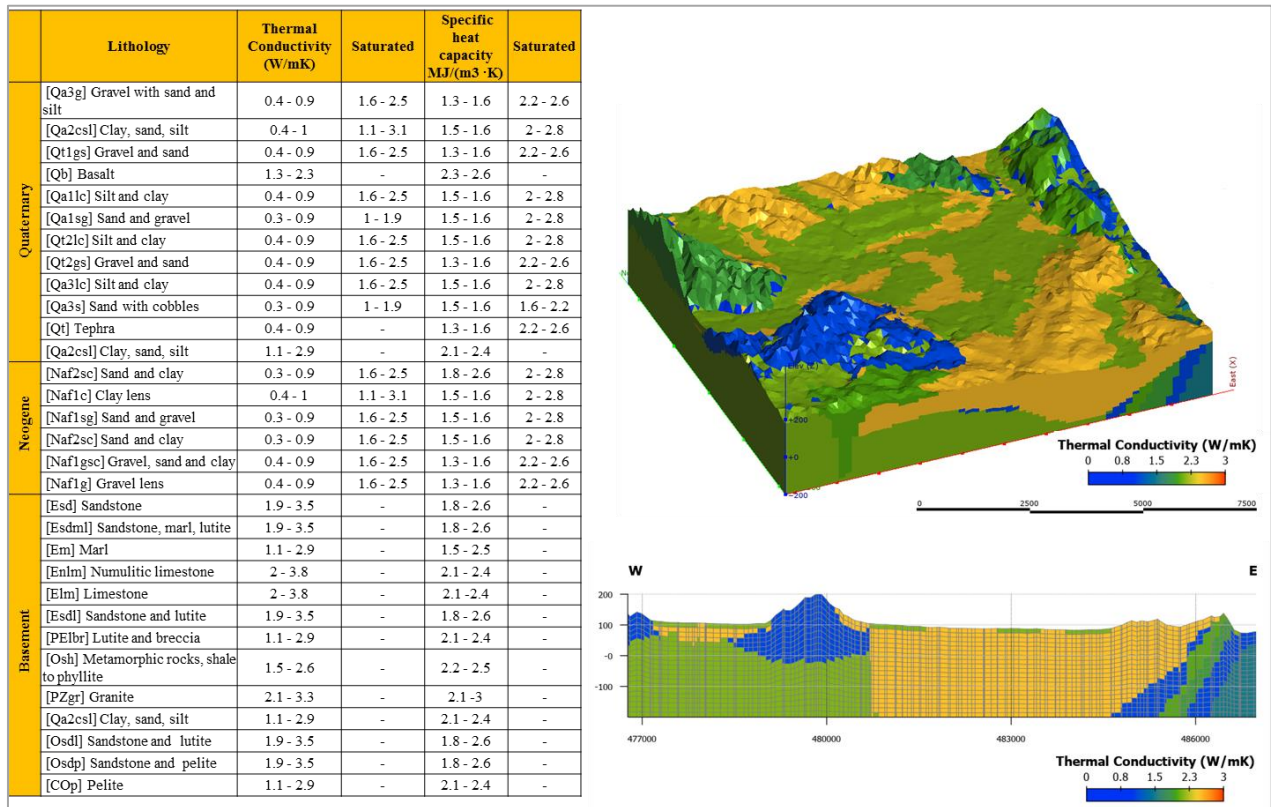 Lithology Thermal Conductivity (W/mK) Saturated Specific heat capacity MJ/(m3 ·K) Saturated
Quaternary
[Qa3g] Gravel with sand and silt 0.4 - 0.9 1.6 - 2.5 1.3 - 1.6 2.2 - 2.6
[Qa2csl] Clay, sand, silt 0.4 - 1 1.1 - 3.1 1.5 - 1.6 2 - 2.8
[Qt1gs] Gravel and sand 0.4 - 0.9 1.6 - 2.5 1.3 - 1.6 2.2 - 2.6
[Qb] Basalt 1.3 - 2.3 - 2.3 - 2.6 -
[Qa1lc] Silt and clay 0.4 - 0.9 1.6 - 2.5 1.5 - 1.6 2 - 2.8
[Qa1sg] Sand and gravel 0.3 - 0.9 1 - 1.9 1.5 - 1.6 2 - 2.8
[Qt2lc] Silt and clay 0.4 - 0.9 1.6 - 2.5 1.5 - 1.6 2 - 2.8
[Qt2gs] Gravel and sand 0.4 - 0.9 1.6 - 2.5 1.3 - 1.6 2.2 - 2.6
[Qa3lc] Silt and clay 0.4 - 0.9 1.6 - 2.5 1.5 - 1.6 2 - 2.8
[Qa3s] Sand with cobbles 0.3 - 0.9 1 - 1.9 1.5 - 1.6 1.6 - 2.2
[Qt] Tephra 0.4 - 0.9 - 1.3 - 1.6 2.2 - 2.6
[Qa2csl] Clay, sand, silt 1.1 - 2.9 - 2.1 - 2.4 -
Neogene
[Naf2sc] Sand and clay 0.3 - 0.9 1.6 - 2.5 1.8 - 2.6 2 - 2.8
[Naf1c] Clay lens 0.4 - 1 1.1 - 3.1 1.5 - 1.6 2 - 2.8
[Naf1sg] Sand and gravel 0.3 - 0.9 1.6 - 2.5 1.5 - 1.6 2 - 2.8
[Naf2sc] Sand and clay 0.3 - 0.9 1.6 - 2.5 1.5 - 1.6 2 - 2.8
[Naf1gsc] Gravel, sand and clay 0.4 - 0.9 1.6 - 2.5 1.3 - 1.6 2.2 - 2.6
[Naf1g] Gravel lens 0.4 - 0.9 1.6 - 2.5 1.3 - 1.6 2.2 - 2.6
Basement
[Esd] Sandstone 1.9 - 3.5 - 1.8 - 2.6 -
[Esdml] Sandstone, marl, lutite 1.9 - 3.5 - 1.8 - 2.6 -
[Em] Marl 1.1 - 2.9 - 1.5 - 2.5 -
[Enlm] Numulitic limestone 2 - 3.8 - 2.1 - 2.4 -
[Elm] Limestone 2 - 3.8 - 2.1 -2.4 -
[Esdl] Sandstone and lutite 1.9 - 3.5 - 1.8 - 2.6 -
[PElbr] Lutite and breccia 1.1 - 2.9 - 2.1 - 2.4 -
[Osh] Metamorphic rocks, shale to phyllite 1.5 - 2.6 - 2.2 - 2.5 -
[PZgr] Granite 2.1 - 3.3 - 2.1 -3 -
[Qa2csl] Clay, sand, silt 1.1 - 2.9 - 2.1 - 2.4 -
[Osdl] Sandstone and lutite 1.9 - 3.5 - 1.8 - 2.6 -
[Osdp] Sandstone and pelite 1.9 - 3.5 - 1.8 - 2.6 -
[COp] Pelite 1.1 - 2.9 - 2.1 - 2.4 -
East (X)
+200
+0
-200
Thermal Conductivity (W/mK)
0 0.8 1.5 2.3 3
0 2500 5000 7500
W E
200
100
-0
-100
477000 480000 483000 486000
Thermal Conductivity (W/mK)
0 0.8 1.5 2.3 3